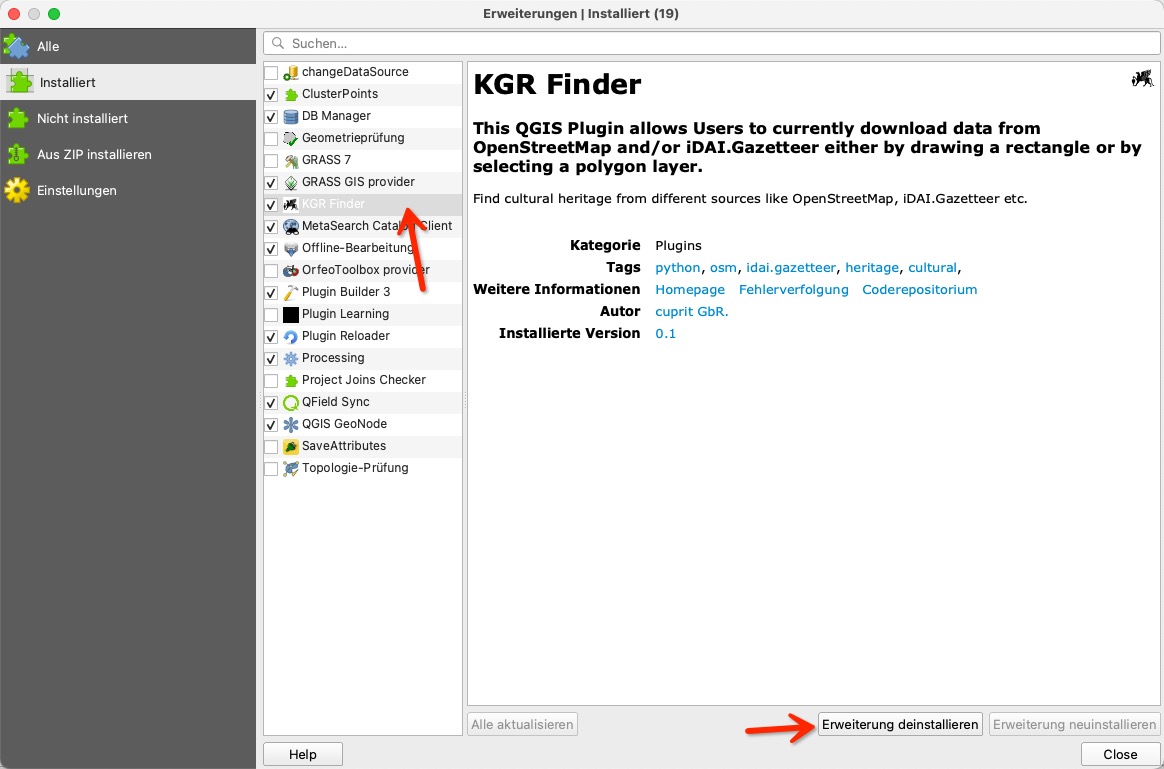 Erweiterungen | Installiert (19)
Alle
Installiert
Nicht installiert
Aus ZIP installieren
Einstellungen
Suchen...
changeDataSource
ClusterPoints
DB Manager
Geometrieprüfung
GRASS 7
GRASS GIS provider
KGR Finder
MetaSearch Catalog Client
Offline-Bearbeitung
OrfeoToolbox provider
Plugin Builder 3
Plugin Learning
Plugin Reloader
Processing
Project Joins Checker
QField Sync
QGIS GeoNode
SaveAttributes
Topologie-Prüfung
KGR Finder
This QGIS Plugin allows Users to currently download data from
OpenStreetMap and/or iDAI.Gazetteer either by drawing a rectangle or by
selecting a polygon layer.
Find cultural heritage from different sources like OpenStreetMap, iDAI.Gazetteer etc.
Kategorie Plugins
Tags python, osm, idai.gazetteer, heritage, cultural,
Weitere Informationen Homepage Fehlerverfolgung Coderepositorium
Autor cuprit GbR.
Installierte Version 0.1
Alle aktualisieren
Erweiterung deinstallieren
Erweiterung neuinstallieren
Help
Close